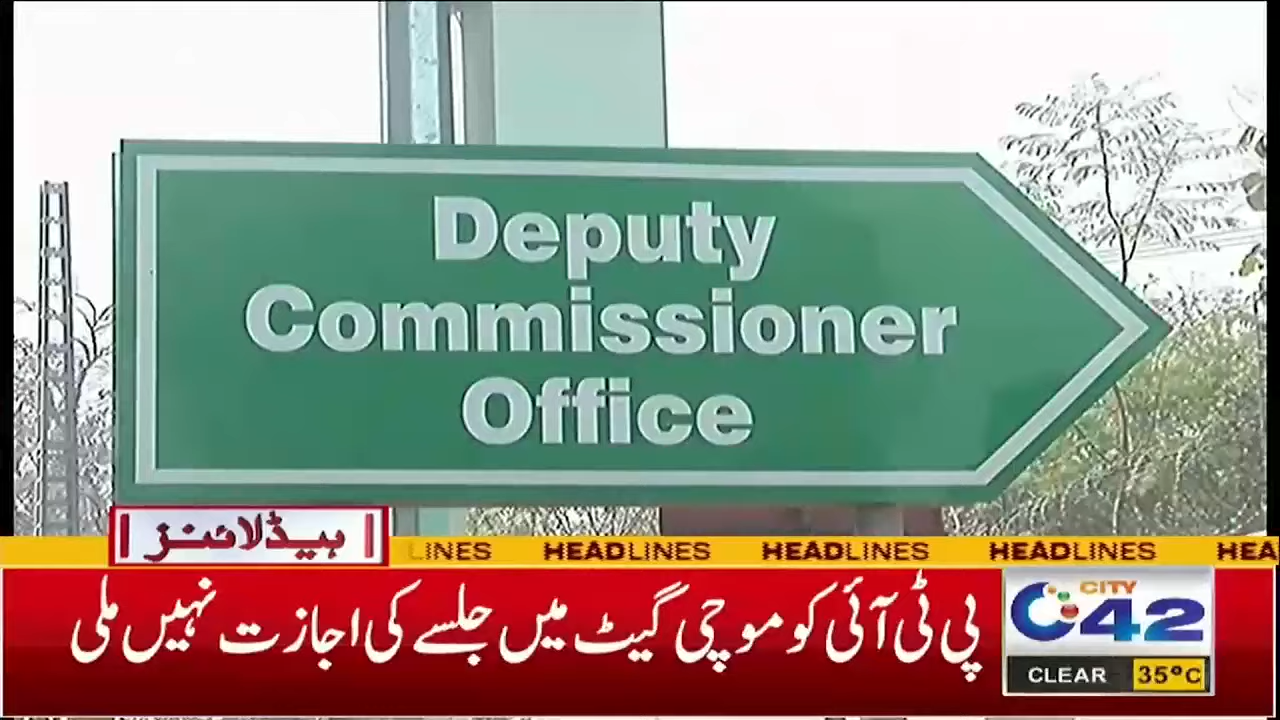 Deputy
Commissioner
Office
ہیڈلائنز
LINES HEADLINES HEADLINES HEADLINES HEA
پی ٹی آئی کو موچی گیٹ میں جلسے کی اجازت نہیں ملی
CITY
42
CLEAR 35°C